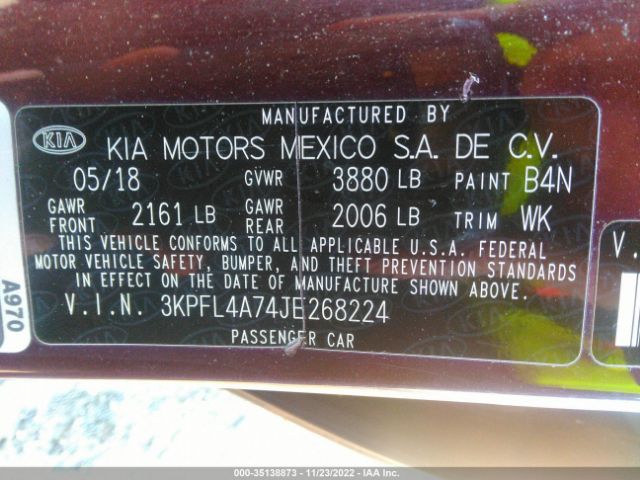 MANUFACTURED BY
KIA KIA MOTORS MEXICO S.A. DE C.V.
05/18 GVWR 3880 LB PAINT B4N
GAWR FRONT 2161 LB GAWR REAR 2006 LB TRIM WK
THIS VEHICLE CONFORMS TO ALL APPLICABLE U.S.A. FEDERAL
MOTOR VEHICLE SAFETY, BUMPER, AND THEFT PREVENTION STANDARDS
IN EFFECT ON THE DATE OF MANUFACTURE SHOWN ABOVE.
V.I.N. 3KPFL4A74JE268224
PASSENGER CAR
A970
V.
000-35138873 - 11/23/2022 - IAAI.com